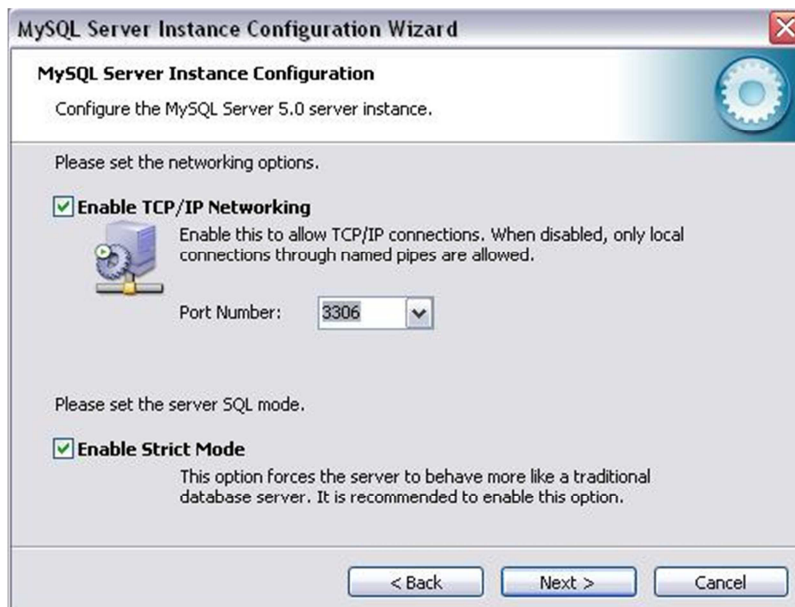 MySQL Server Instance Configuration Wizard
MySQL Server Instance Configuration
Configure the MySQL Server 5.0 server instance.
Please set the networking options.
Enable TCP/IP Networking
Enable this to allow TCP/IP connections. When disabled, only local
connections through named pipes are allowed.
Port Number: 3306
Please set the server SQL mode.
Enable Strict Mode
This option forces the server to behave more like a traditional
database server. It is recommended to enable this option.
< Back Next > Cancel